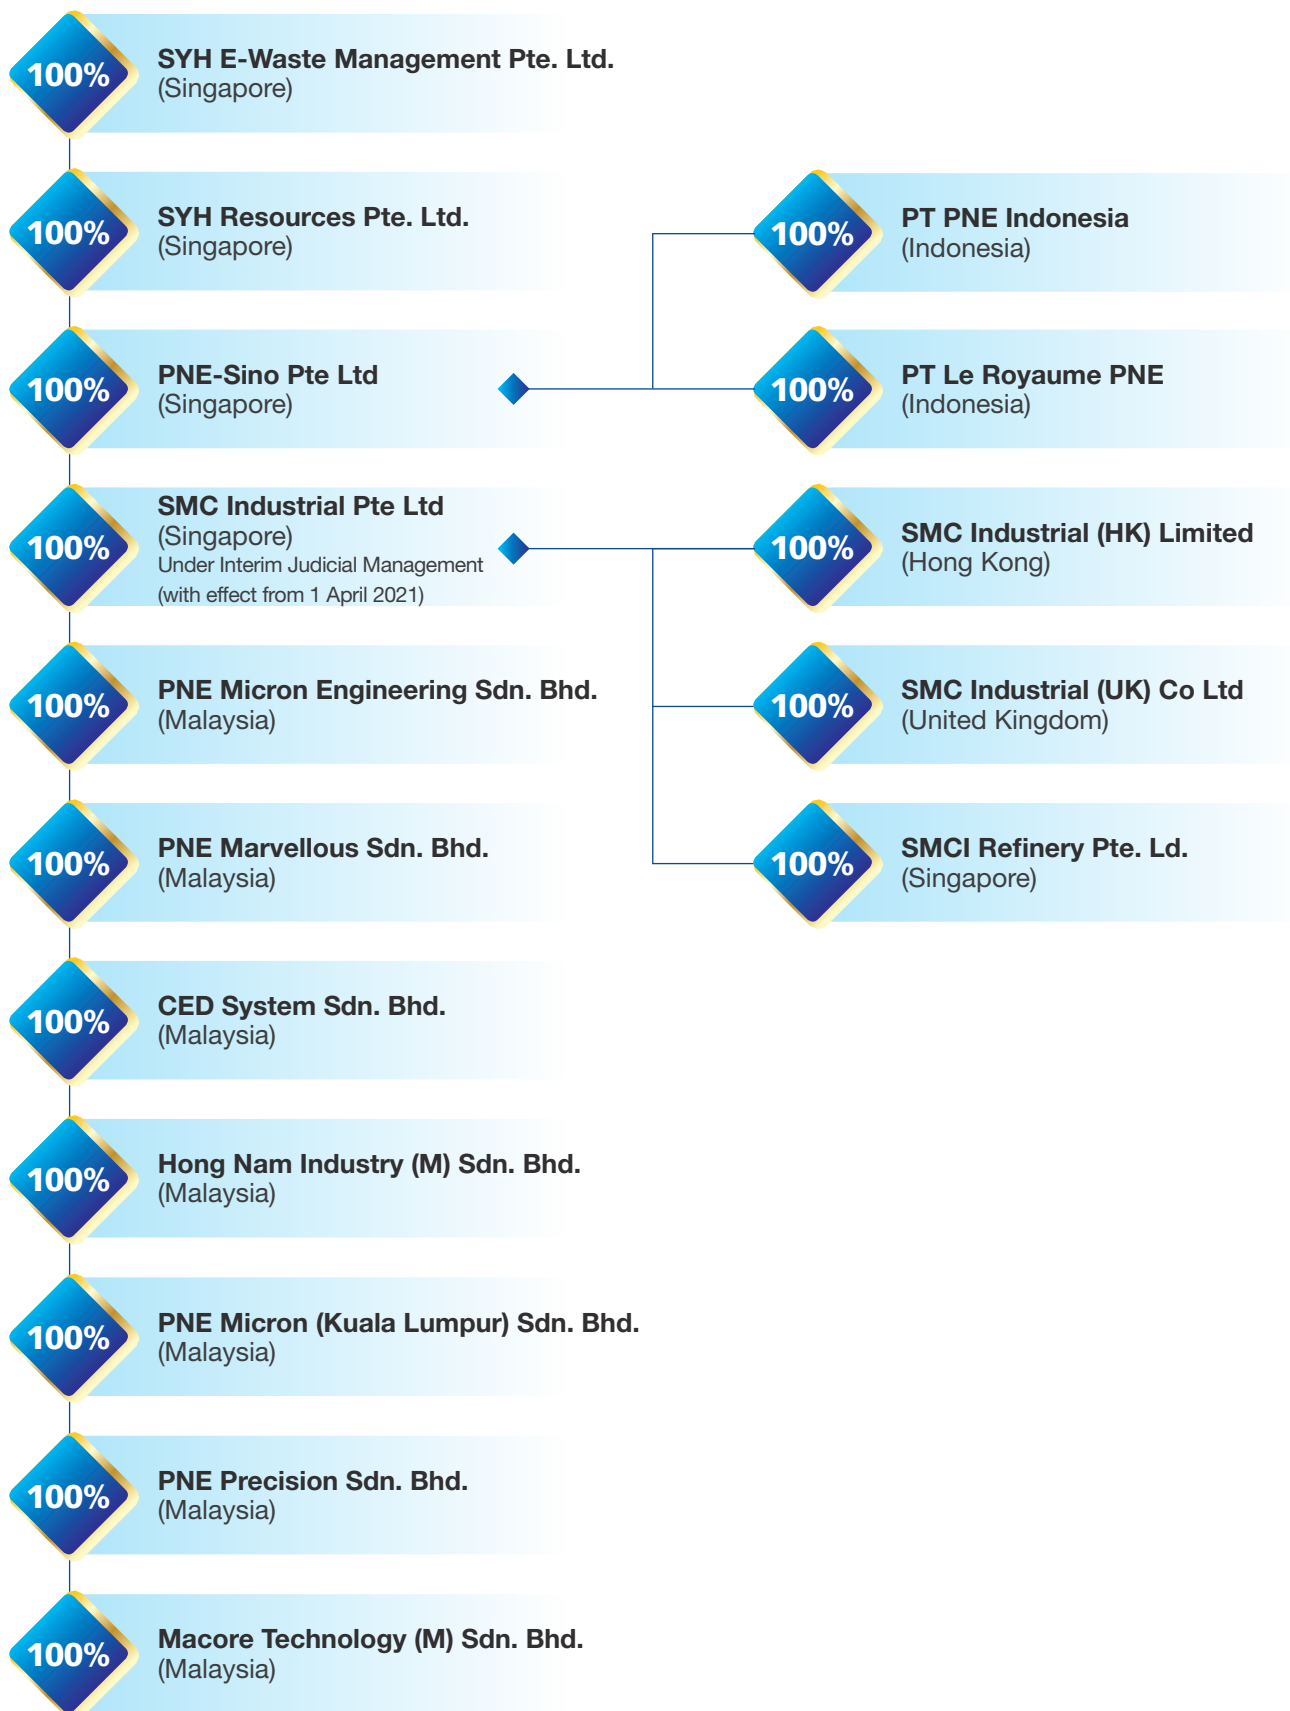 100%
SYH E-Waste Management Pte. Ltd.
(Singapore)
100%
SYH Resources Pte. Ltd.
(Singapore)
100%
PNE-Sino Pte Ltd
(Singapore)
100%
SMC Industrial Pte Ltd
(Singapore)
Under Interim Judicial Management
(with effect from 1 April 2021)
100%
PNE Micron Engineering Sdn. Bhd.
(Malaysia)
100%
PNE Marvellous Sdn. Bhd.
(Malaysia)
100%
CED System Sdn. Bhd.
(Malaysia)
100%
Hong Nam Industry (M) Sdn. Bhd.
(Malaysia)
100%
PNE Micron (Kuala Lumpur) Sdn. Bhd.
(Malaysia)
100%
PNE Precision Sdn. Bhd.
(Malaysia)
100%
Macore Technology (M) Sdn. Bhd.
(Malaysia)
100%
PT PNE Indonesia
(Indonesia)
100%
PT Le Royaume PNE
(Indonesia)
100%
SMC Industrial (HK) Limited
(Hong Kong)
100%
SMC Industrial (UK) Co Ltd
(United Kingdom)
100%
SMCI Refinery Pte. Ld.
(Singapore)